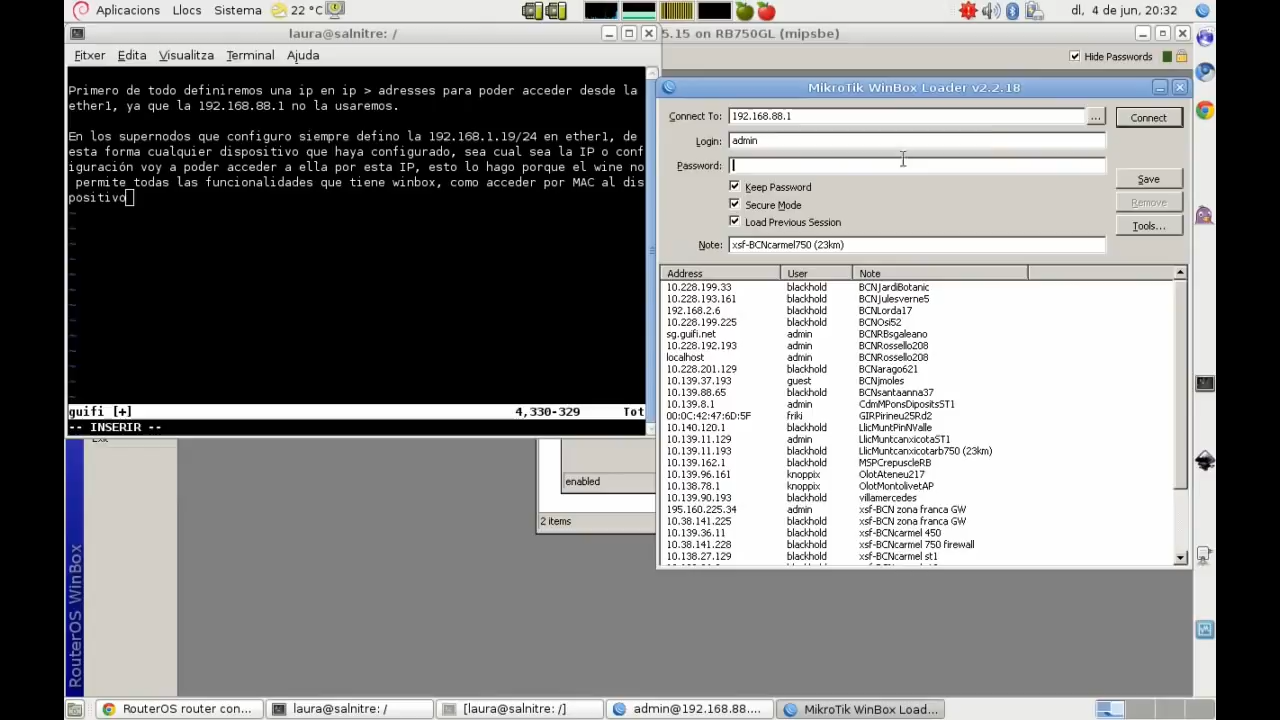 Aplicacions Llocs Sistema 22 °C dl, 4 de jun, 20:32
laura@salnitre: /
5.15 on RB750GL (mipsbe)
Fitxer Edita Visualitza Terminal Ajuda
Hide Passwords
Primero de todo definiremos una ip en ip > adresses para poder acceder desde la
ether1, ya que la 192.168.88.1 no la usaremos.
En los supernodos que configuro siempre defino la 192.168.1.19/24 en ether1, de
esta forma cualquier dispositivo que haya configurado, sea cual sea la IP o conf
iguración voy a poder acceder a ella por esta IP, esto lo hago porque el wine no
permite todas las funcionalidades que tiene winbox, como acceder por MAC al dis
positivo
~
~
~
~
~
~
~
~
~
~
~
~
~
guifi [+] 4,330-329 Tot
-- INSERIR --
MikroTik WinBox Loader v2.2.18
Connect To: 192.168.88.1 ... Connect
Login: admin
Password:
Keep Password Save
Secure Mode Remove
Load Previous Session Tools...
Note: xsf-BCNcarmel750 (23km)
Address User Note
10.228.199.33 blackhold BCNJardiBotanic
10.228.193.161 blackhold BCNJulesverne5
192.168.2.6 blackhold BCNLorda17
10.228.199.225 blackhold BCNOsi52
sg.guifi.net admin BCNRBsgaleano
10.228.192.193 blackhold BCNRossello208
localhost admin BCNRossello208
10.228.201.129 blackhold BCNarago621
10.139.37.193 guest BCNjmoles
10.139.88.65 blackhold BCNsantaanna37
10.139.8.1 admin CdmMPonsDipositsST1
00:0C:42:47:6D:5F friki GIRPirineu25Rd2
10.140.120.1 blackhold LlicMuntPinNValle
10.139.11.129 admin LlicMuntcanxicotaST1
10.139.11.193 blackhold LlicMuntcanxicotarb750 (23km)
10.139.162.1 blackhold MSPCrepuscleRB
10.139.96.161 knoppix OlotAteneu217
10.138.78.1 knoppix OlotMontolivetAP
10.139.90.193 blackhold villamercedes
195.160.225.34 admin xsf-BCN zona franca GW
10.38.141.225 blackhold xsf-BCN zona franca GW
10.139.36.11 blackhold xsf-BCNcarmel 450
10.38.141.228 blackhold xsf-BCNcarmel 750 firewall
10.138.27.129 blackhold xsf-BCNcarmel st1
enabled
2 items
RouterOS WinBox
RouterOS router con... laura@salnitre: / [laura@salnitre: /] admin@192.168.88.... MikroTik WinBox Load...